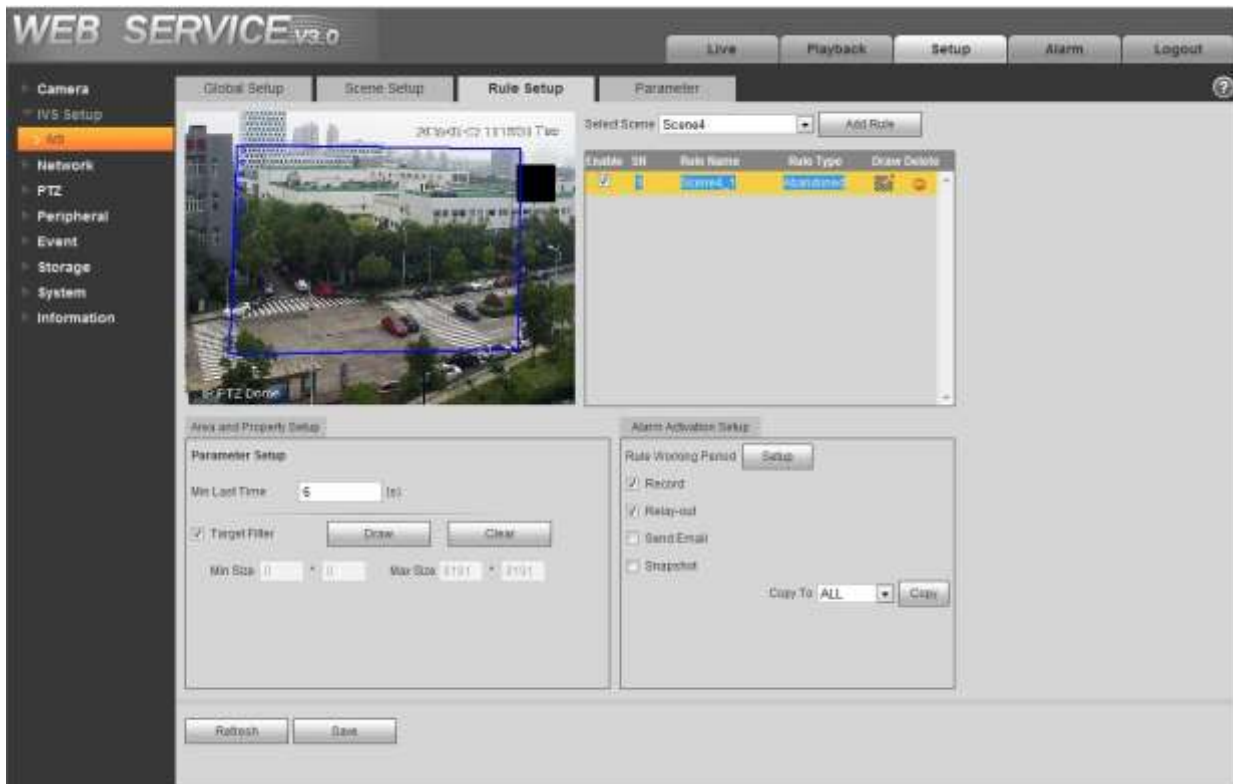 WEB SERVICE V3.0
Live Playback Setup Alarm Logout
Camera
IVS Setup
Network
PTZ
Peripheral
Event
Storage
System
Information
Global Setup Scene Setup Rule Setup Parameter
IP PTZ Dome
Select Scene Scene4 Add Rule
Enable SN Rule Name Rule Type Draw Delete
Scene4_1 Abandoned
Area and Property Setup
Parameter Setup
Min Last Time 6 (s)
Target Filter Draw Clear
Min Size 0 * 0 Max Size 8191 * 8191
Alarm Activation Setup
Rule Working Period Setup
Record
Relay-out
Send Email
Snapshot
Copy To ALL Copy
Refresh Save